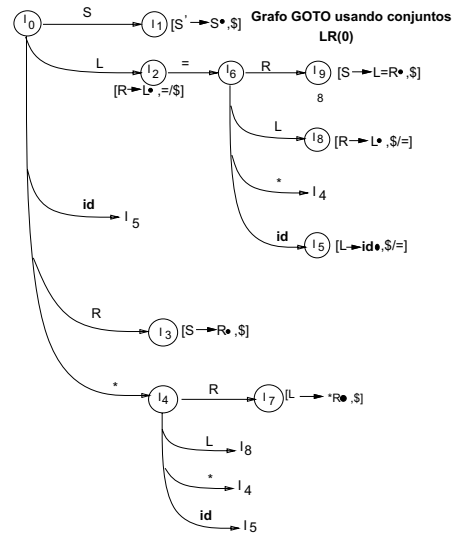 S
Grafo GOTO usando conjuntos
LR(0)
I0
I1 [S' → S•,$]
L
I2
=
I6
R
I9 [S → L=R•,$]
[R→L• ,=/$]
8
L
I8 [R → L• ,$/=]
*
I4
id
I5
id
I5 [L→id•,$/=]
R
I3 [S → R• ,$]
*
I4
R
I7 [L → *R• ,$]
L
I8
*
I4
id
I5